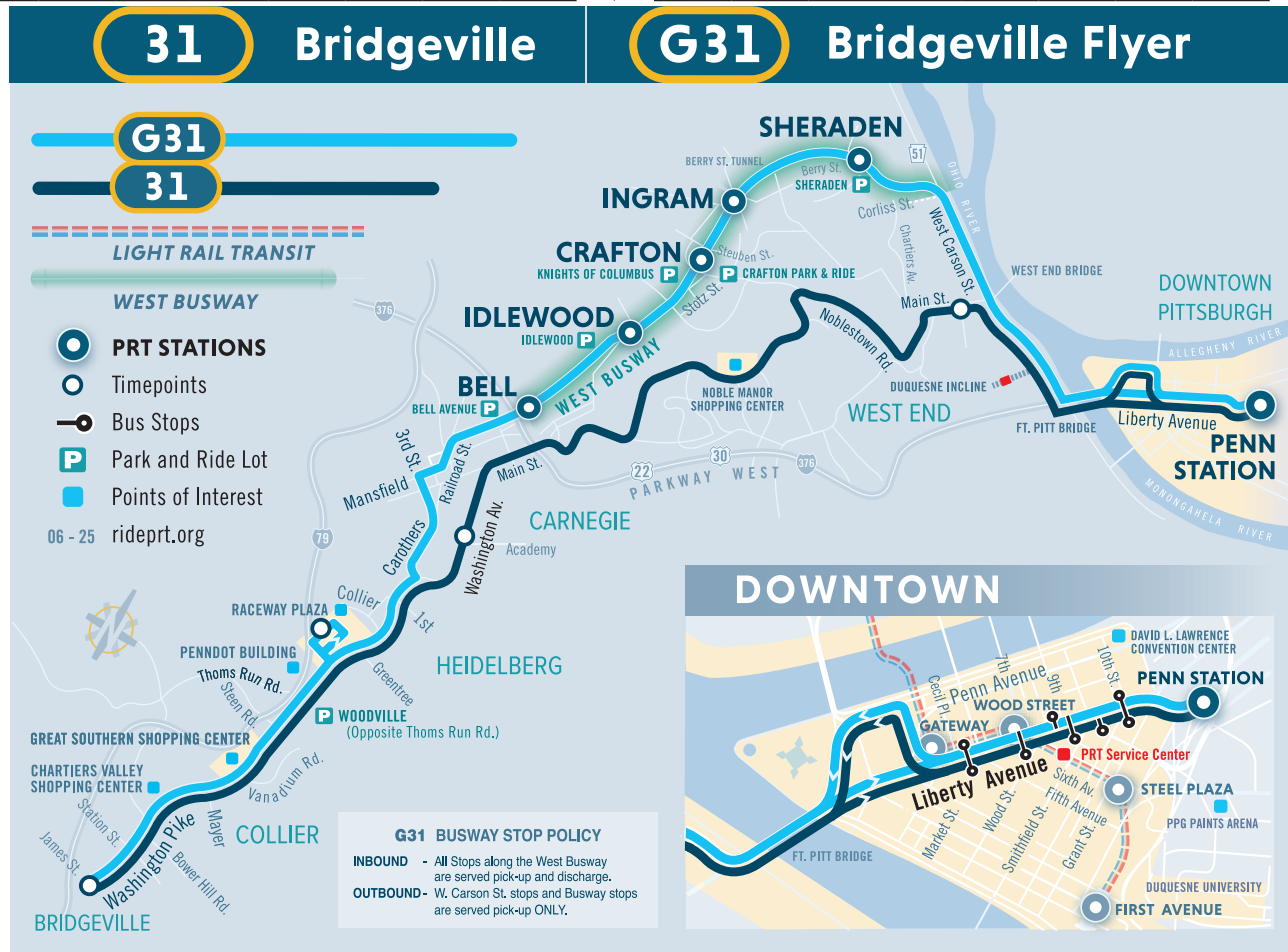 31 Bridgeville
G31 Bridgeville Flyer
G31
31
LIGHT RAIL TRANSIT
WEST BUSWAY
PRT STATIONS
Timepoints
Bus Stops
P Park and Ride Lot
Points of Interest
06 - 25 rideprt.org
SHERADEN
BERRY ST. TUNNEL
Berry St.
SHERADEN P
51
OHIO RIVER
INGRAM
Corliss St.
West Carson St.
Chartiers Av.
CRAFTON
KNIGHTS OF COLUMBUS P
Steuben St.
P CRAFTON PARK & RIDE
Stotz St.
WEST END BRIDGE
DOWNTOWN
PITTSBURGH
Main St.
376
IDLEWOOD
IDLEWOOD P
Noblestown Rd.
ALLEGHENY RIVER
WEST BUSWAY
BELL
BELL AVENUE P
NOBLE MANOR
SHOPPING CENTER
DUQUESNE INCLINE
WEST END
FT. PITT BRIDGE
Liberty Avenue
PENN
STATION
3rd St.
Railroad St.
Main St.
Mansfield
22
30
376
PARKWAY WEST
MONONGAHELA RIVER
CARNEGIE
79
Carothers
Washington Av.
Academy
N
RACEWAY PLAZA
Collier
1st
PENNDOT BUILDING
Thoms Run Rd.
HEIDELBERG
Greentree
Steen Rd.
P WOODVILLE
(Opposite Thoms Run Rd.)
GREAT SOUTHERN SHOPPING CENTER
CHARTIERS VALLEY
SHOPPING CENTER
Vanadium Rd.
Station St.
Mayer
COLLIER
James St.
Washington Pike
Bower Hill Rd.
BRIDGEVILLE
G31 BUSWAY STOP POLICY
INBOUND - All Stops along the West Busway
are served pick-up and discharge.
OUTBOUND - W. Carson St. stops and Busway stops
are served pick-up ONLY.
DOWNTOWN
DAVID L. LAWRENCE
CONVENTION CENTER
PENN STATION
10th St.
9th
7th
Penn Avenue
Cecil Pl.
WOOD STREET
GATEWAY
PRT Service Center
Liberty Avenue
Sixth Av.
Fifth Avenue
STEEL PLAZA
PPG PAINTS ARENA
Market St.
Wood St.
Smithfield St.
Grant St.
FT. PITT BRIDGE
DUQUESNE UNIVERSITY
FIRST AVENUE